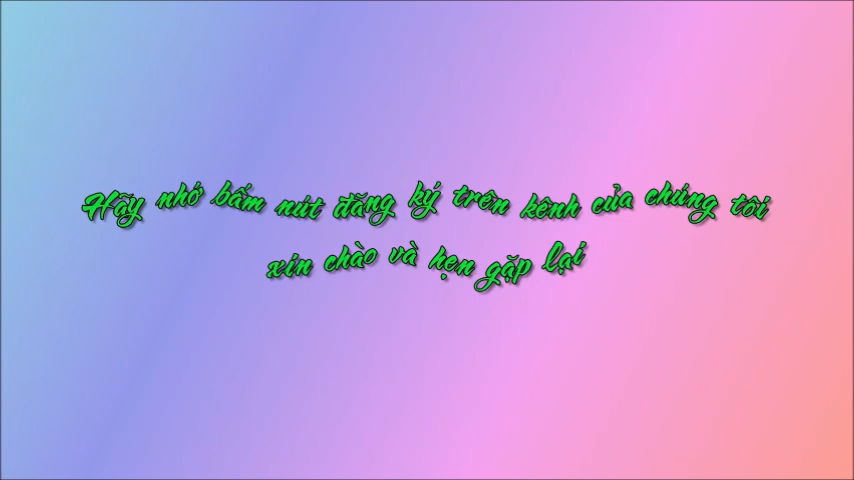 Hãy nhớ bấm nút đăng ký trên kênh của chúng tôi
xin chào và hẹn gặp lại